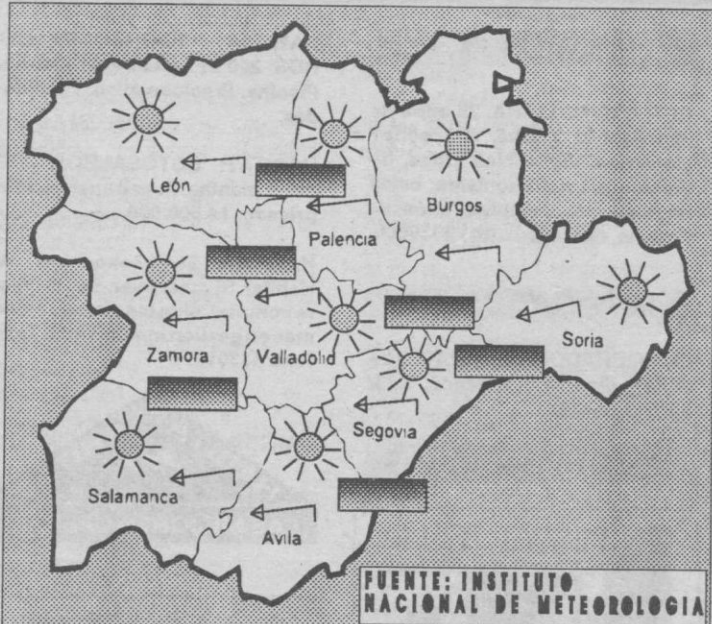 León
Burgos
Palencia
Soria
Zamora
Valladolid
Segovia
Salamanca
Avila
FUENTE: INSTITUTO
NACIONAL DE METEOROLOGIA